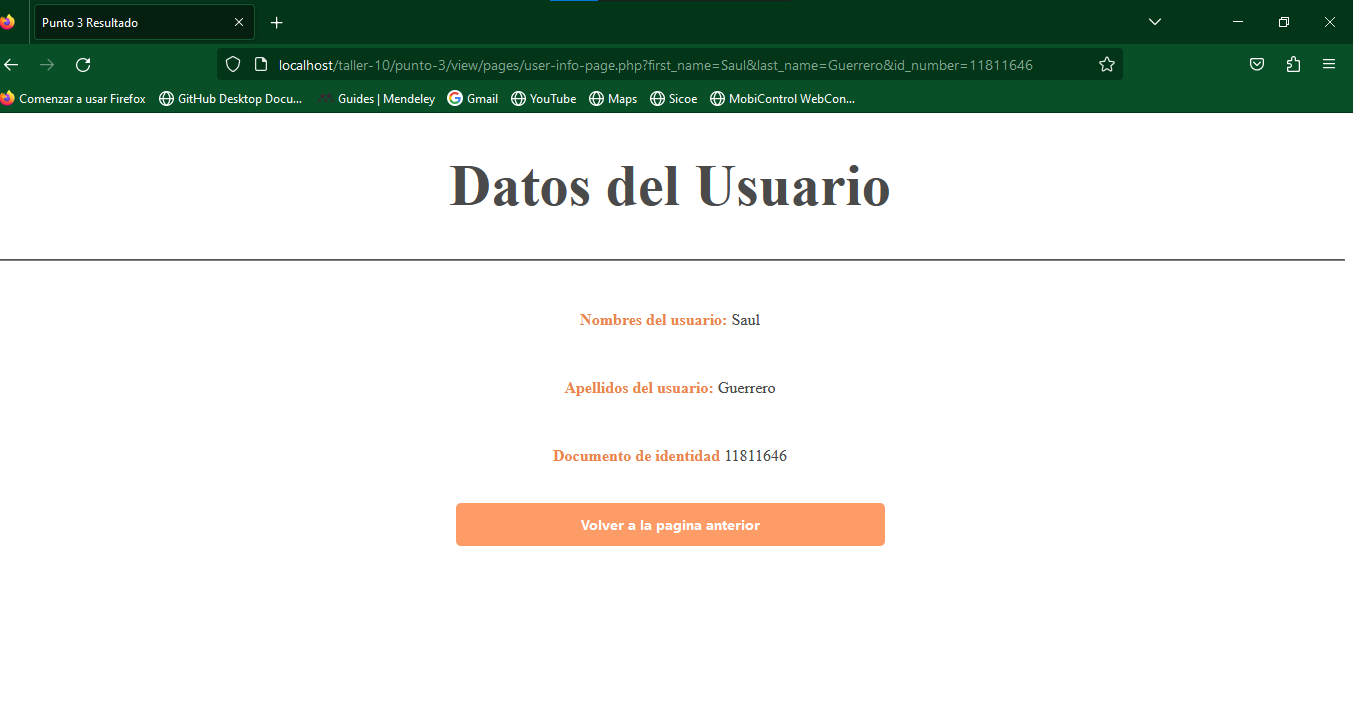 Punto 3 Resultado
localhost/taller-10/punto-3/view/pages/user-info-page.php?first_name=Saul&last_name=Guerrero&id_number=11811646
Comenzar a usar Firefox GitHub Desktop Docu... Guides | Mendeley Gmail YouTube Maps Sicoe MobiControl WebCon...
Datos del Usuario
Nombres del usuario: Saul
Apellidos del usuario: Guerrero
Documento de identidad 11811646
Volver a la pagina anterior